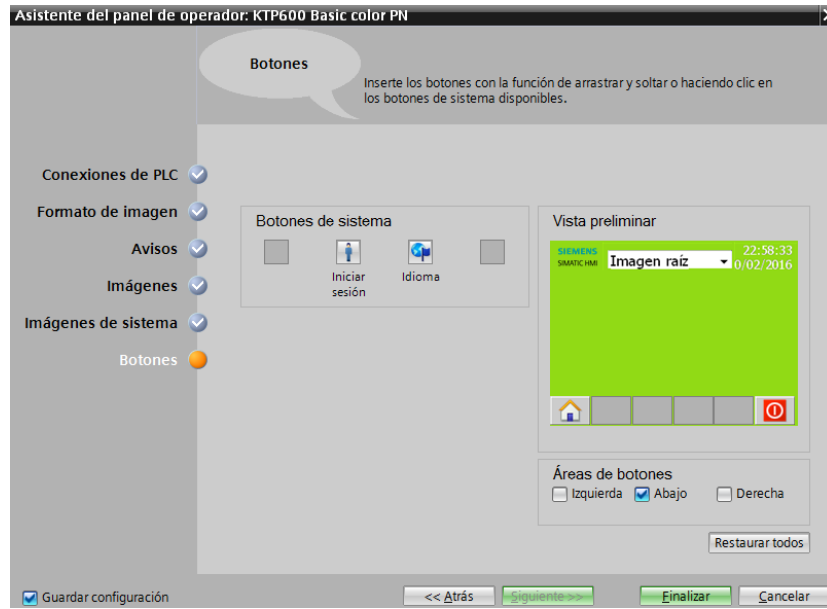 Asistente del panel de operador: KTP600 Basic color PN
Botones
Inserte los botones con la función de arrastrar y soltar o haciendo clic en
los botones de sistema disponibles.
Conexiones de PLC
Formato de imagen
Avisos
Imágenes
Imágenes de sistema
Botones
Botones de sistema
Iniciar
sesión
Idioma
Vista preliminar
SIEMENS
SIMATIC HMI
Imagen raíz
22:58:33
0/02/2016
Áreas de botones
Izquierda
Abajo
Derecha
Restaurar todos
Guardar configuración
<< Atrás
Siguiente >>
Finalizar
Cancelar